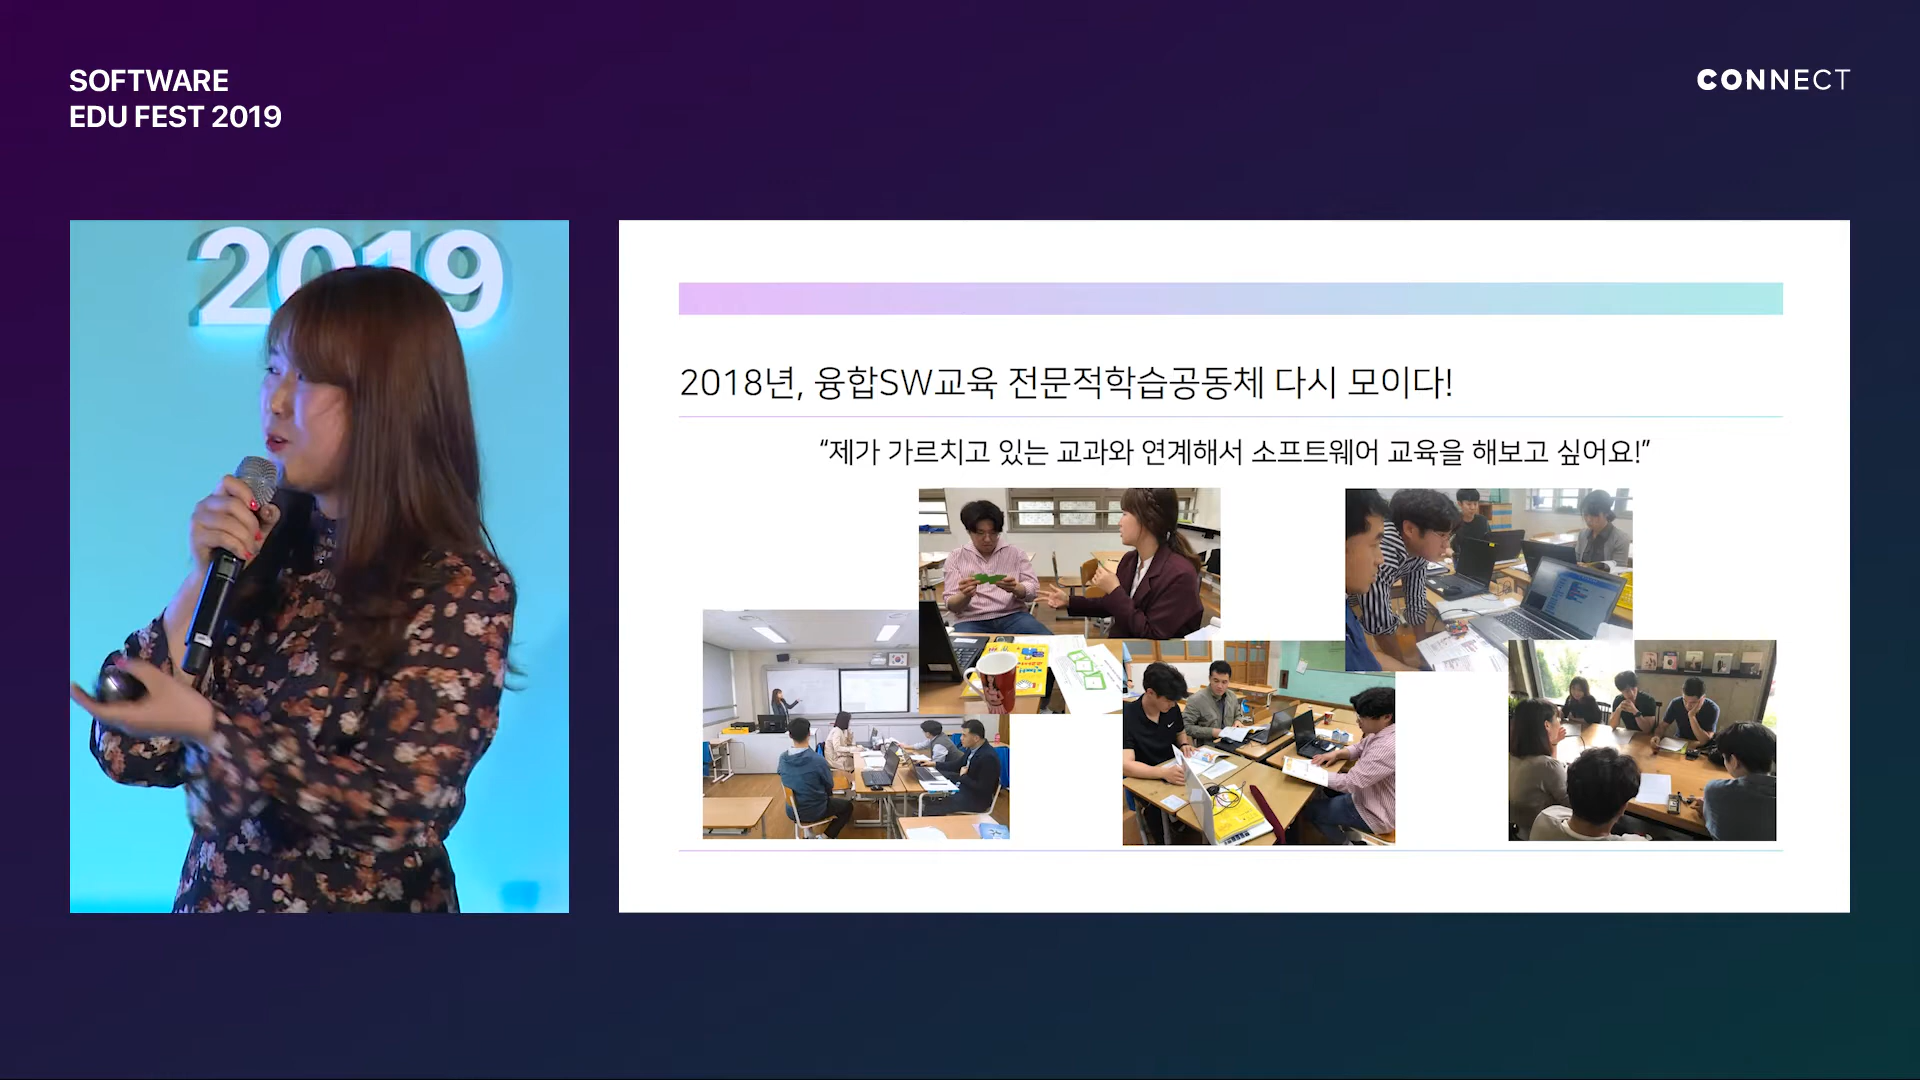 SOFTWARE
EDU FEST 2019
CONNECT
2019
2018년, 융합SW교육 전문적학습공동체 다시 모이다!
“제가 가르치고 있는 교과와 연계해서 소프트웨어 교육을 해보고 싶어요!”